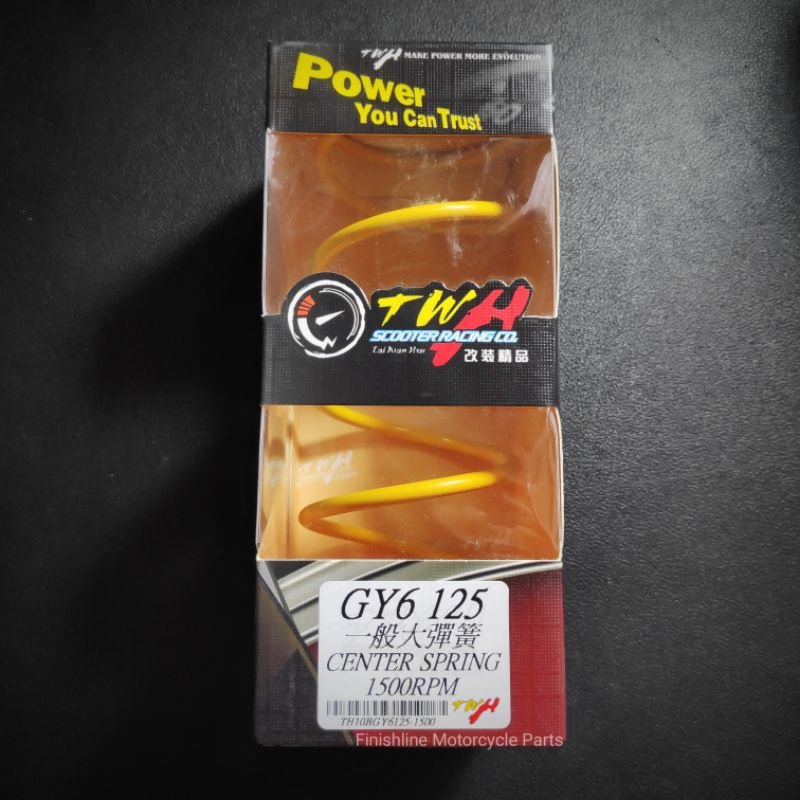 TWH MAKE POWER MORE EVOLUTION
Power
You Can Trust
TWH
SCOOTER RACING CO.
Tai Wan Hsu
改裝精品
TWH
GY6 125
一般大彈簧
CENTER SPRING
1500RPM
TWH
TH10BGY6125-1500
Finishline Motorcycle Parts